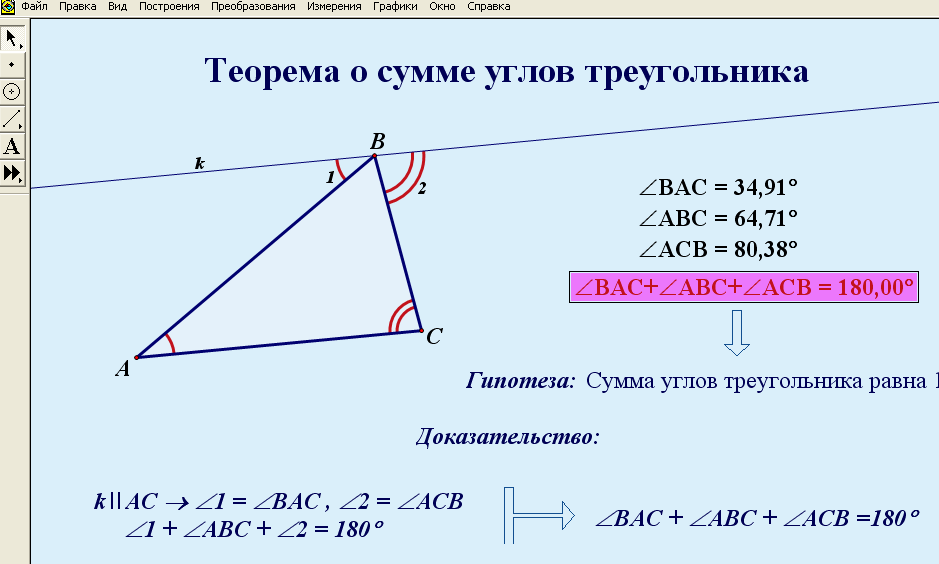 Файл Правка Вид Построения Преобразования Измерения Графики Окно Справка
A
Теорема о сумме углов треугольника
B
k
1
2
∠BAC = 34,91°
∠ABC = 64,71°
∠ACB = 80,38°
∠BAC+∠ABC+∠ACB = 180,00°
C
A
Гипотеза: Сумма углов треугольника равна 1
Доказательство:
k || AC → ∠1 = ∠BAC , ∠2 = ∠ACB
∠1 + ∠ABC + ∠2 = 180°
∠BAC + ∠ABC + ∠ACB =180°